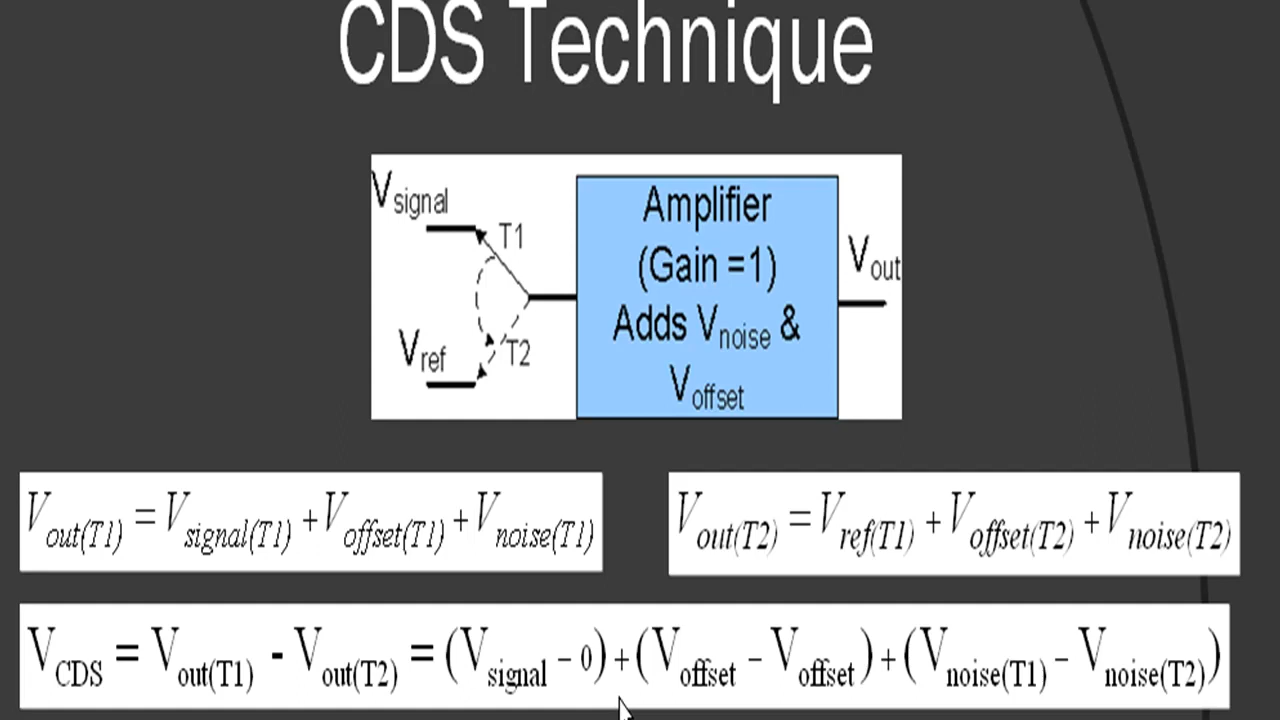 CDS Technique
V_signal
T1
V_ref
T2
Amplifier
(Gain =1)
Adds V_noise &
V_offset
V_out
V_out(T1) = V_signal(T1) + V_offset(T1) + V_noise(T1)
V_out(T2) = V_ref(T1) + V_offset(T2) + V_noise(T2)
V_CDS = V_out(T1) - V_out(T2) = (V_signal - 0) + (V_offset - V_offset) + (V_noise(T1) - V_noise(T2))